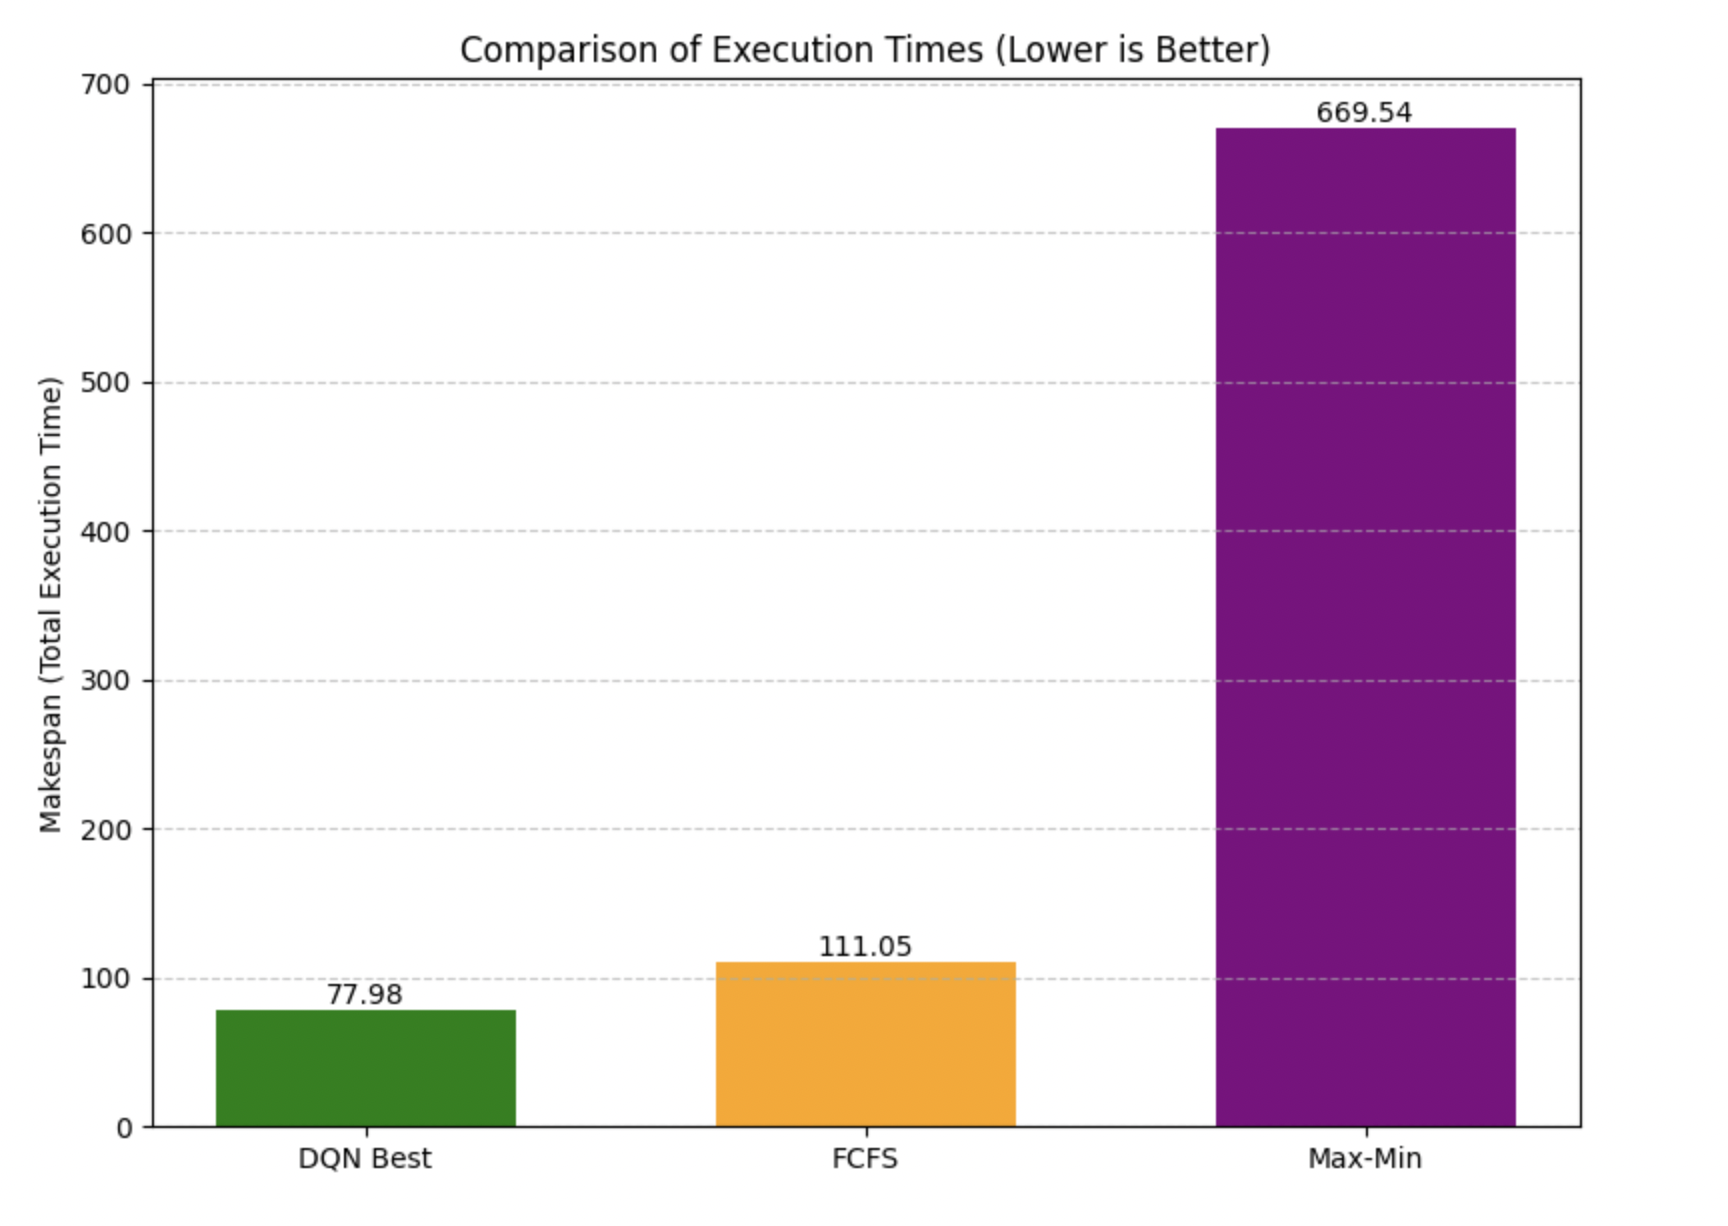 Comparison of Execution Times (Lower is Better)
Makespan (Total Execution Time)
700
600
500
400
300
200
100
0
77.98
111.05
669.54
DQN Best
FCFS
Max-Min